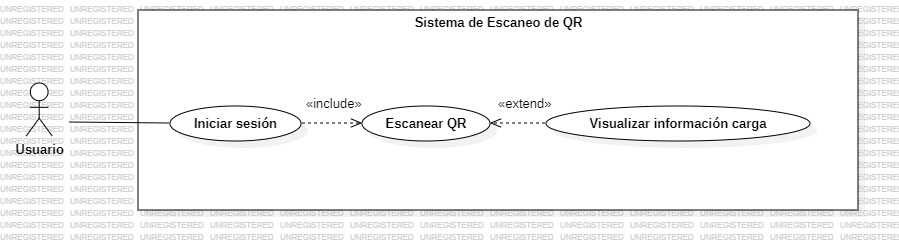 Sistema de Escaneo de QR
«include»
«extend»
Iniciar sesión
Escanear QR
Visualizar información carga
Usuario
UNREGISTERED